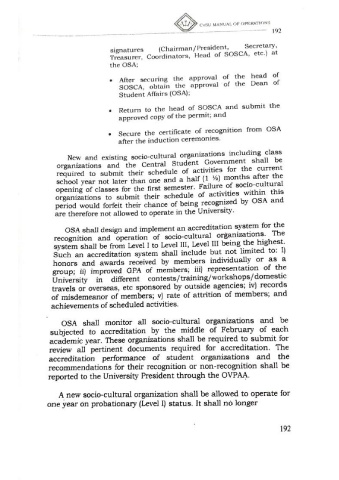 CvSU MANUAL OF OPERATIONS
192
signatures (Chairman/President, Secretary,
Treasurer, Coordinators, Head of SOSCA, etc.) at
the OSA;
• After securing the approval of the head of
SOSCA, obtain the approval of the Dean of
Student Affairs (OSA);
• Return to the head of SOSCA and submit the
approved copy of the permit; and
• Secure the certificate of recognition from OSA
after the induction ceremonies.
New and existing socio-cultural organizations including class
organizations and the Central Student Government shall be
required to submit their schedule of activities for the current
school year not later than one and a half (1 ½) months after the
opening of classes for the first semester. Failure of socio-cultural
organizations to submit their schedule of activities within this
period would forfeit their chance of being recognized by OSA and
are therefore not allowed to operate in the University.
OSA shall design and implement an accreditation system for the
recognition and operation of socio-cultural organizations. The
system shall be from Level I to Level III, Level III being the highest.
Such an accreditation system shall include but not limited to: i)
honors and awards received by members individually or as a
group; ii) improved GPA of members; iii) representation of the
University in different contests/training/workshops/domestic
travels or overseas, etc sponsored by outside agencies; iv) records
of misdemeanor of members; v) rate of attrition of members; and
achievements of scheduled activities.
OSA shall monitor all socio-cultural organizations and be
subjected to accreditation by the middle of February of each
academic year. These organizations shall be required to submit for
review all pertinent documents required for accreditation. The
accreditation performance of student organizations and the
recommendations for their recognition or non-recognition shall be
reported to the University President through the OVPAA.
A new socio-cultural organization shall be allowed to operate for
one year on probationary (Level I) status. It shall no longer
192